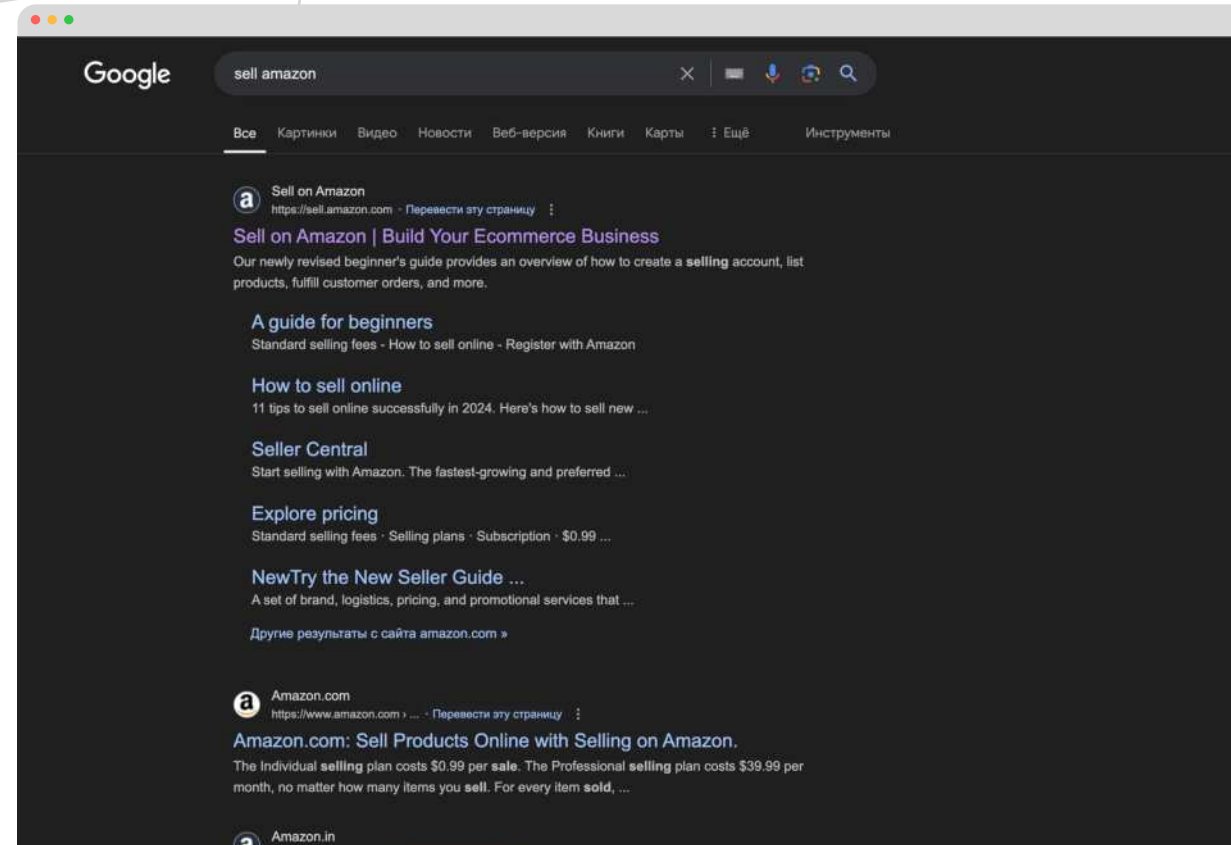 Google
sell amazon
Все Картинки Видео Новости Веб-версия Книги Карты Ещё Инструменты
Sell on Amazon
https://sell.amazon.com · Перевести эту страницу
Sell on Amazon | Build Your Ecommerce Business
Our newly revised beginner's guide provides an overview of how to create a selling account, list
products, fulfill customer orders, and more.
A guide for beginners
Standard selling fees - How to sell online - Register with Amazon
How to sell online
11 tips to sell online successfully in 2024. Here's how to sell new ...
Seller Central
Start selling with Amazon. The fastest-growing and preferred ...
Explore pricing
Standard selling fees · Selling plans · Subscription · $0.99 ...
NewTry the New Seller Guide ...
A set of brand, logistics, pricing, and promotional services that ...
Другие результаты с сайта amazon.com »
Amazon.com
https://www.amazon.com › ... · Перевести эту страницу
Amazon.com: Sell Products Online with Selling on Amazon.
The Individual selling plan costs $0.99 per sale. The Professional selling plan costs $39.99 per
month, no matter how many items you sell. For every item sold, ...
Amazon.in